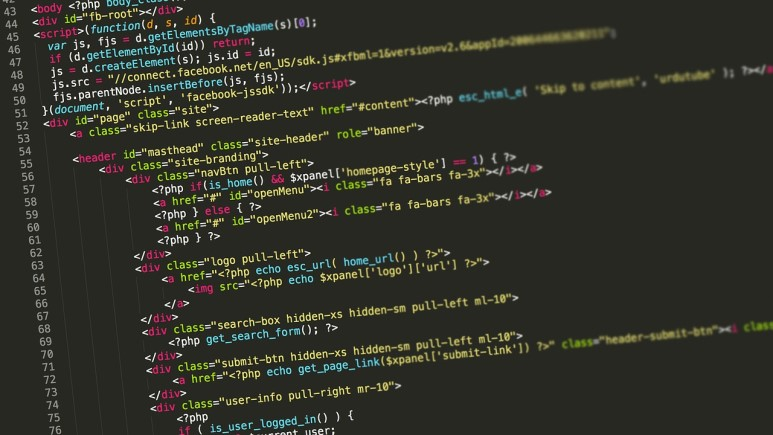 42
43 <body <?php body_class
44 <div id="fb-root"></div>
45 <script>(function(d, s, id) {
46 var js, fjs = d.getElementsByTagName(s)[0];
47 if (d.getElementById(id)) return;
48 js = d.createElement(s); js.id = id;
49 js.src = "//connect.facebook.net/en_US/sdk.js#xfbml=1&version=v2.6&appId=
50 fjs.parentNode.insertBefore(js, fjs);
51 }(document, 'script', 'facebook-jssdk'));</script>
52 <div id="page" class="site">
53 <a class="skip-link screen-reader-text" href="#content"><?php esc_html_e( 'Skip to content', 'urdutube' ); ?></a
54
55 <header id="masthead" class="site-header" role="banner">
56 <div class="site-branding">
57 <div class="navBtn pull-left">
58 <?php if(is_home() && $xpanel['homepage-style'] == 1) { ?>
59 <a href="#" id="openMenu"><i class="fa fa-bars fa-3x"></i></a>
60 <?php } else { ?>
61 <a href="#" id="openMenu2"><i class="fa fa-bars fa-3x"></i></a>
62 <?php } ?>
63 </div>
64 <div class="logo pull-left">
65 <a href="<?php echo esc_url( home_url() ) ?>">
66 <img src="<?php echo $xpanel['logo']['url'] ?>">
67 </a>
68 </div>
69 <div class="search-box hidden-xs hidden-sm pull-left ml-10">
70 <?php get_search_form(); ?>
71 </div>
72 <div class="submit-btn hidden-xs hidden-sm pull-left ml-10">
73 <a href="<?php echo get_page_link($xpanel['submit-link']) ?>" class="header-submit-btn"><i class
74 </div>
75 <div class="user-info pull-right mr-10">
76 <?php
if ( is_user_logged_in() ) {
current_user;